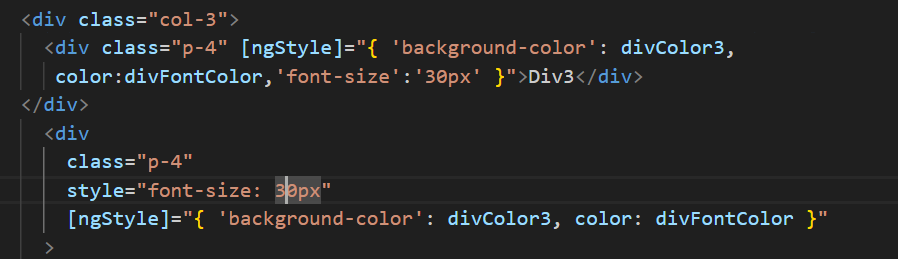 <div class="col-3">
<div class="p-4" [ngStyle]="{ 'background-color': divColor3,
color:divFontColor,'font-size':'30px' }">Div3</div>
</div>
<div
class="p-4"
style="font-size: 30px"
[ngStyle]="{ 'background-color': divColor3, color: divFontColor }"
>